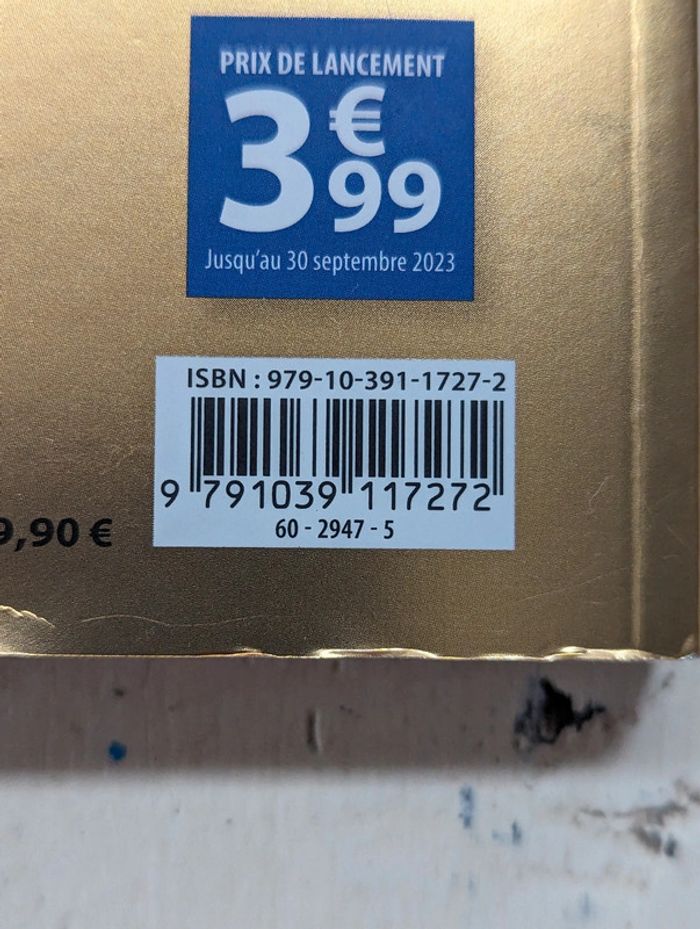 PRIX DE LANCEMENT
3€99
Jusqu'au 30 septembre 2023
ISBN : 979-10-391-1727-2
9 791039 117272
60 - 2947 - 5
9,90 €